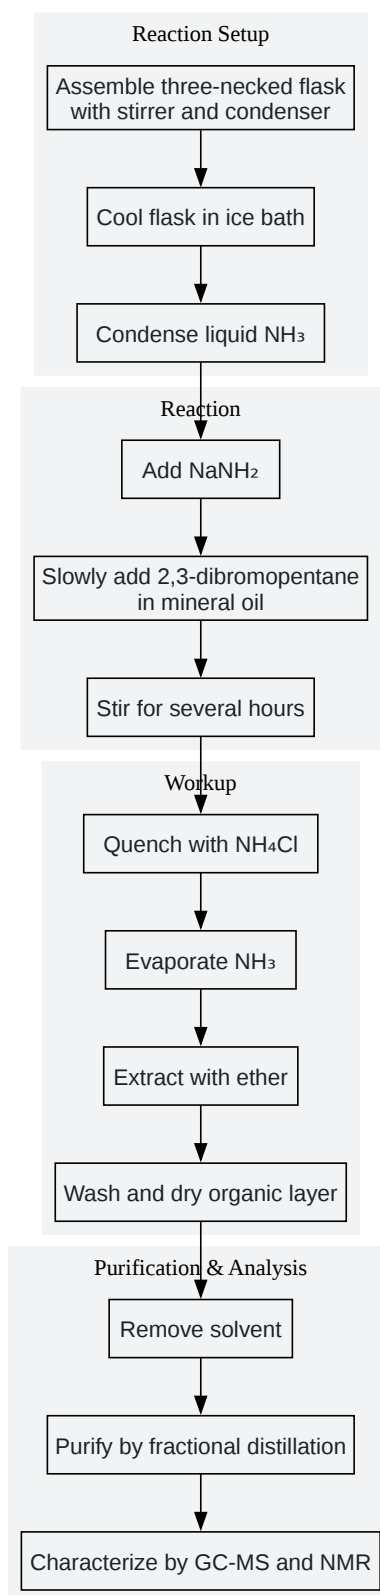 Reaction Setup
Assemble three-necked flask
with stirrer and condenser
Cool flask in ice bath
Condense liquid NH₃
Reaction
Add NaNH₂
Slowly add 2,3-dibromopentane
in mineral oil
Stir for several hours
Workup
Quench with NH₄Cl
Evaporate NH₃
Extract with ether
Wash and dry organic layer
Purification & Analysis
Remove solvent
Purify by fractional distillation
Characterize by GC-MS and NMR